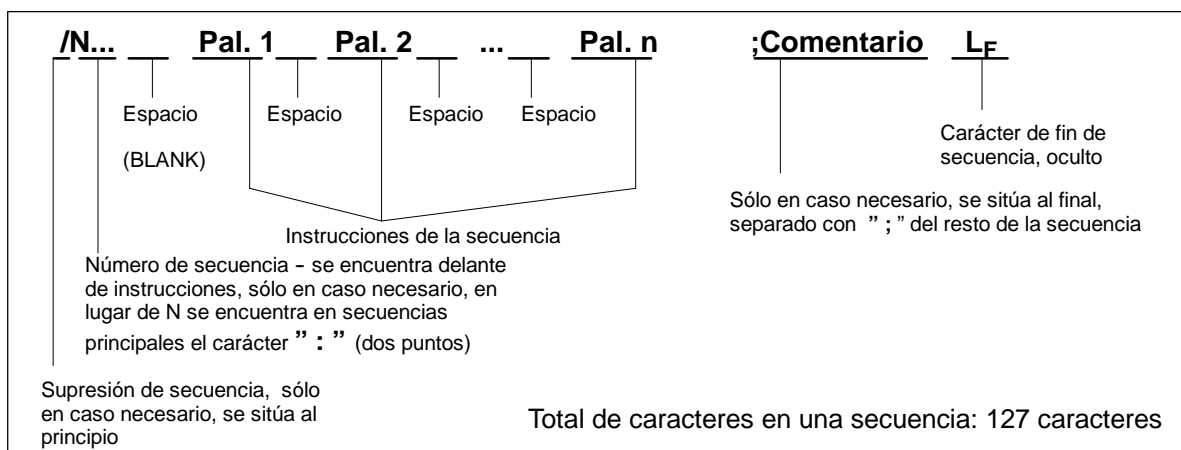 /N... Pal. 1 Pal. 2 ... Pal. n ;Comentario LF
Espacio Espacio Espacio Espacio
(BLANK)
Carácter de fin de
secuencia, oculto
Sólo en caso necesario, se sitúa al final,
separado con ” ; ” del resto de la secuencia
Instrucciones de la secuencia
Número de secuencia – se encuentra delante
de instrucciones, sólo en caso necesario, en
lugar de N se encuentra en secuencias
principales el carácter ” : ” (dos puntos)
Supresión de secuencia, sólo
en caso necesario, se sitúa al
principio
Total de caracteres en una secuencia: 127 caracteres